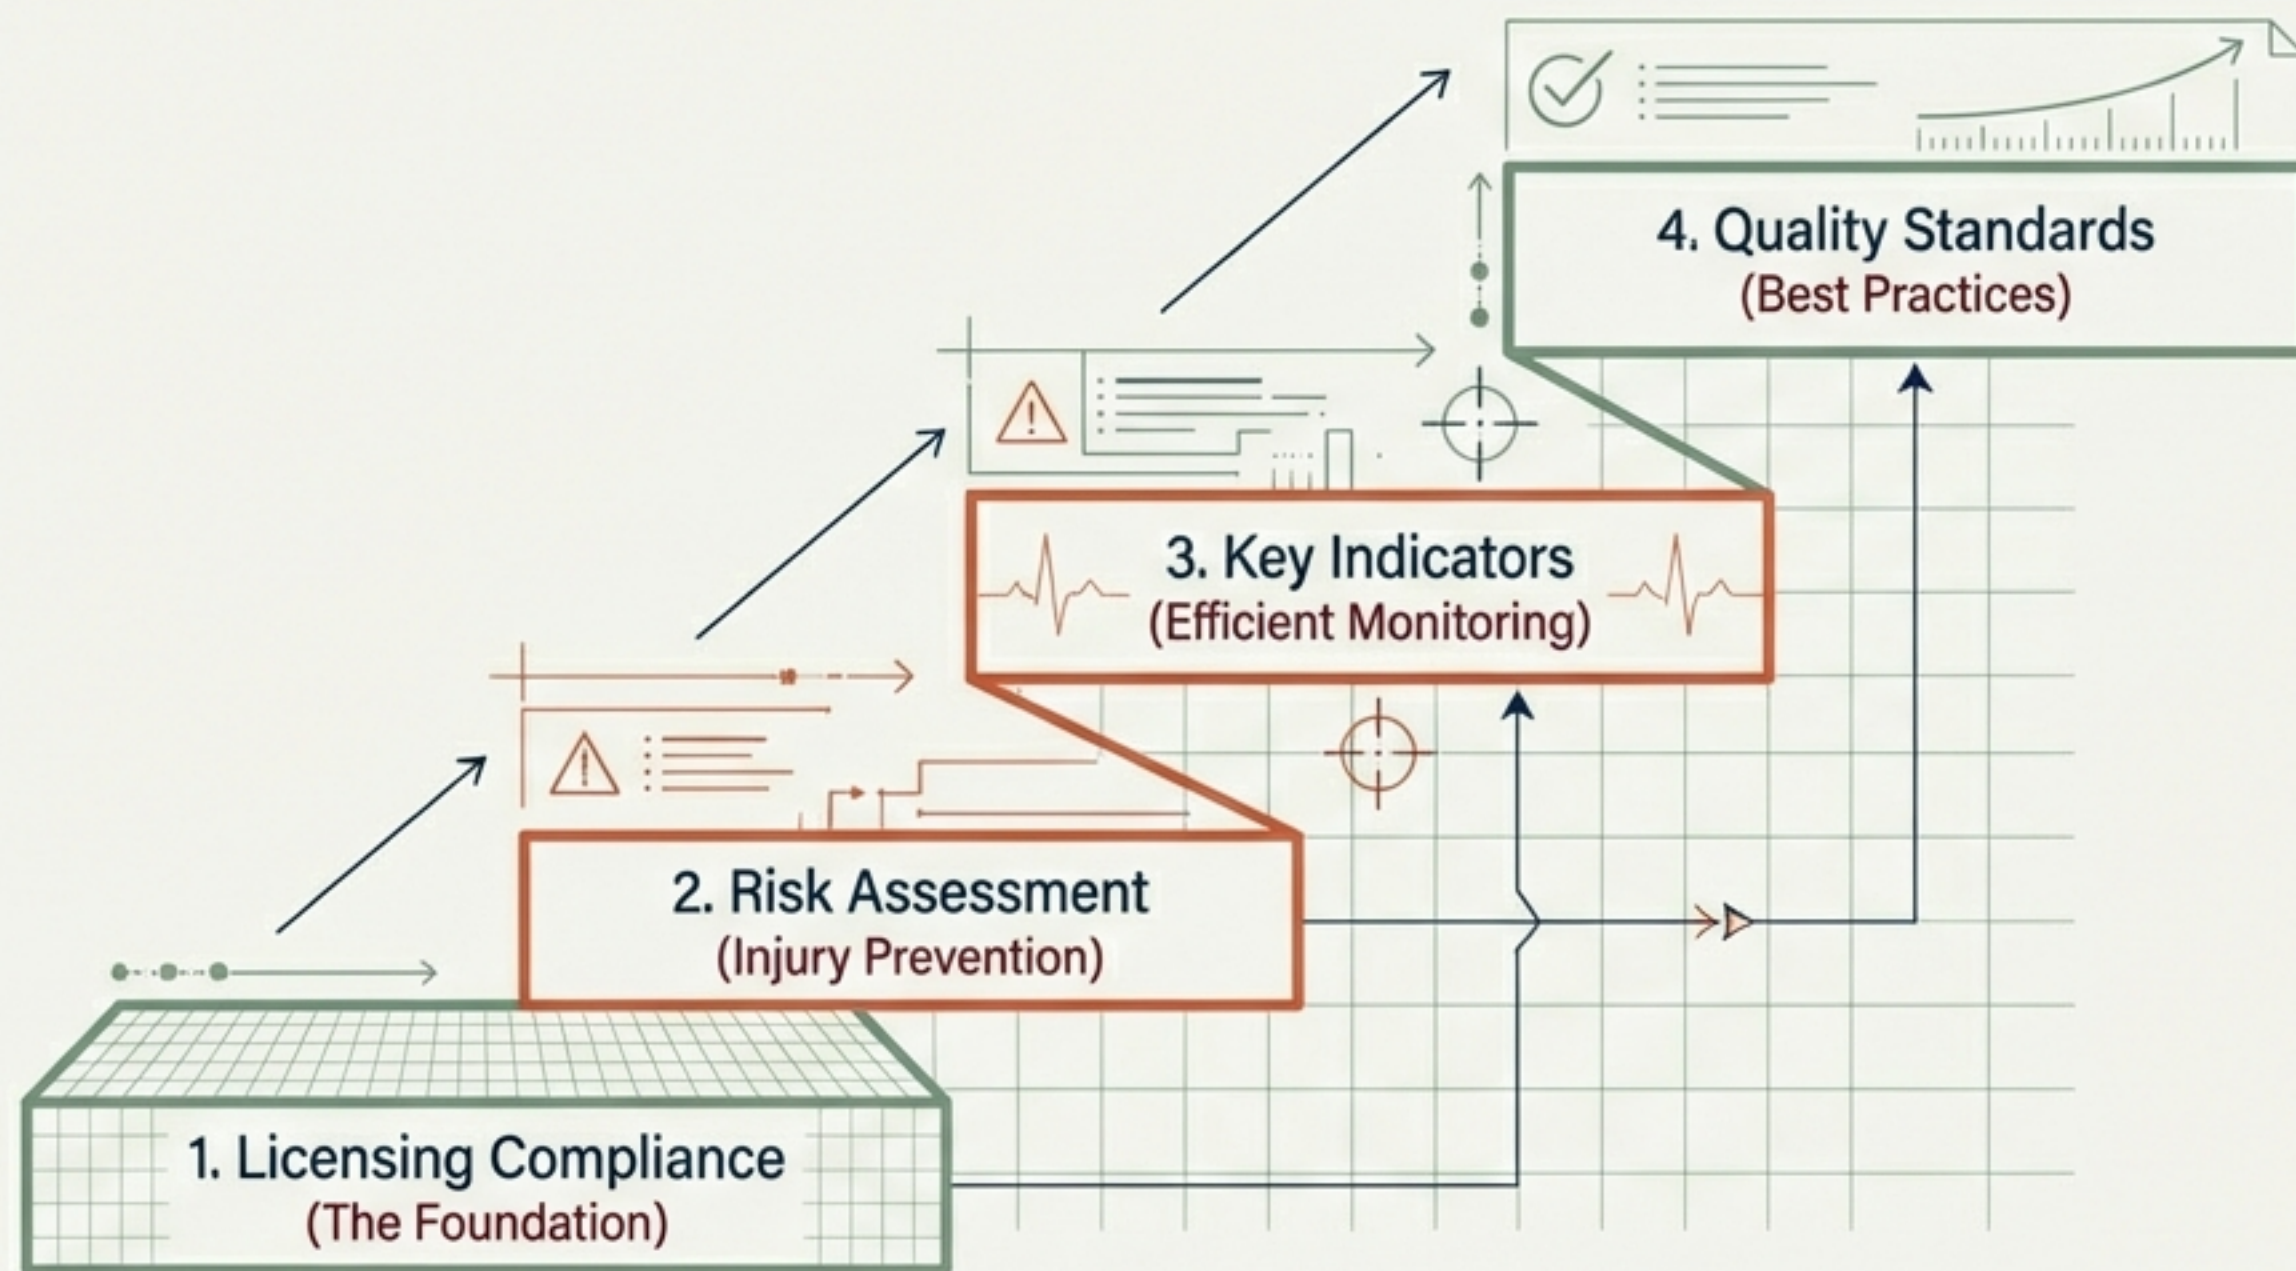 4. Quality Standards
(Best Practices)
3. Key Indicators
(Efficient Monitoring)
2. Risk Assessment
(Injury Prevention)
1. Licensing Compliance
(The Foundation)